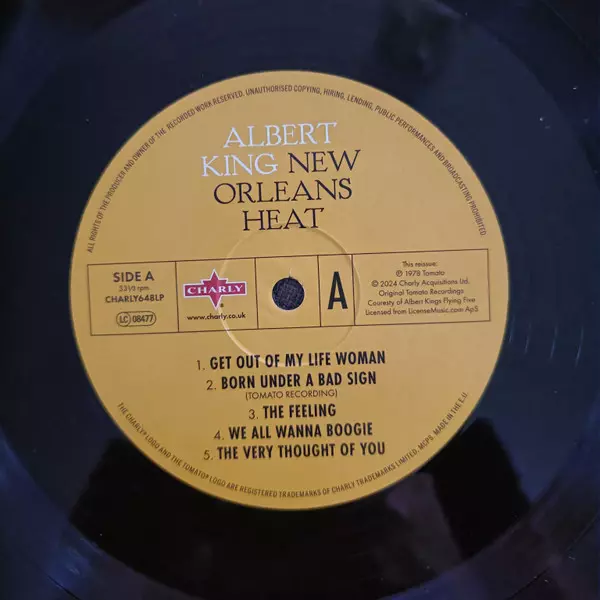 ALL RIGHTS OF THE PRODUCER AND OWNER OF THE RECORDED WORK RESERVED. UNAUTHORISED COPYING, HIRING, LENDING, PUBLIC PERFORMANCES AND BROADCASTING PROHIBITED.
ALBERT
KING NEW
ORLEANS
HEAT
SIDE A
33⅓ rpm
CHARLY648LP
LC 08477
CHARLY
www.charly.co.uk
A
This reissue:
℗ 1978 Tomato
© 2024 Charly Acquisitions Ltd.
Original Tomato Recordings
Couresty of Albert Kings Flying Free
Licensed from LicenseMusic.com ApS
1. GET OUT OF MY LIFE WOMAN
2. BORN UNDER A BAD SIGN
(TOMATO RECORDING)
3. THE FEELING
4. WE ALL WANNA BOOGIE
5. THE VERY THOUGHT OF YOU
THE CHARLY® LOGO AND THE TOMATO® LOGO ARE REGISTERED TRADEMARKS OF CHARLY TRADEMARKS LIMITED, MCPS. MADE IN THE E.U.